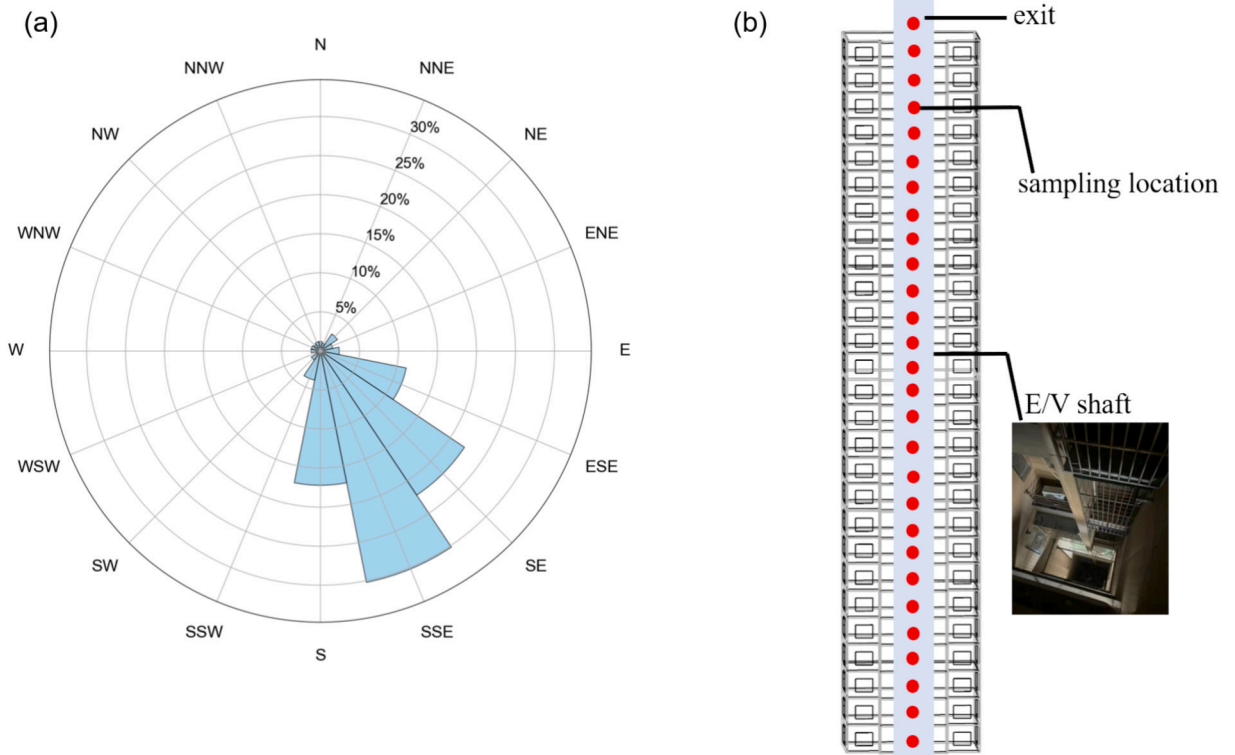 (a)
N
NNW
NNE
NW
NE
WNW
ENE
W
E
WSW
ESE
SW
SE
SSW
SSE
S
30%
25%
20%
15%
10%
5%
(b)
exit
sampling location
E/V shaft